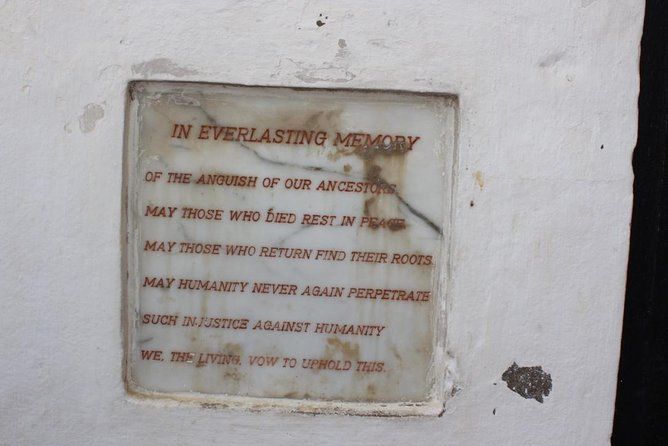 IN EVERLASTING MEMORY
OF THE ANGUISH OF OUR ANCESTORS
MAY THOSE WHO DIED REST IN PEACE.
MAY THOSE WHO RETURN FIND THEIR ROOTS.
MAY HUMANITY NEVER AGAIN PERPETRATE
SUCH INJUSTICE AGAINST HUMANITY
WE, THE LIVING, VOW TO UPHOLD THIS.